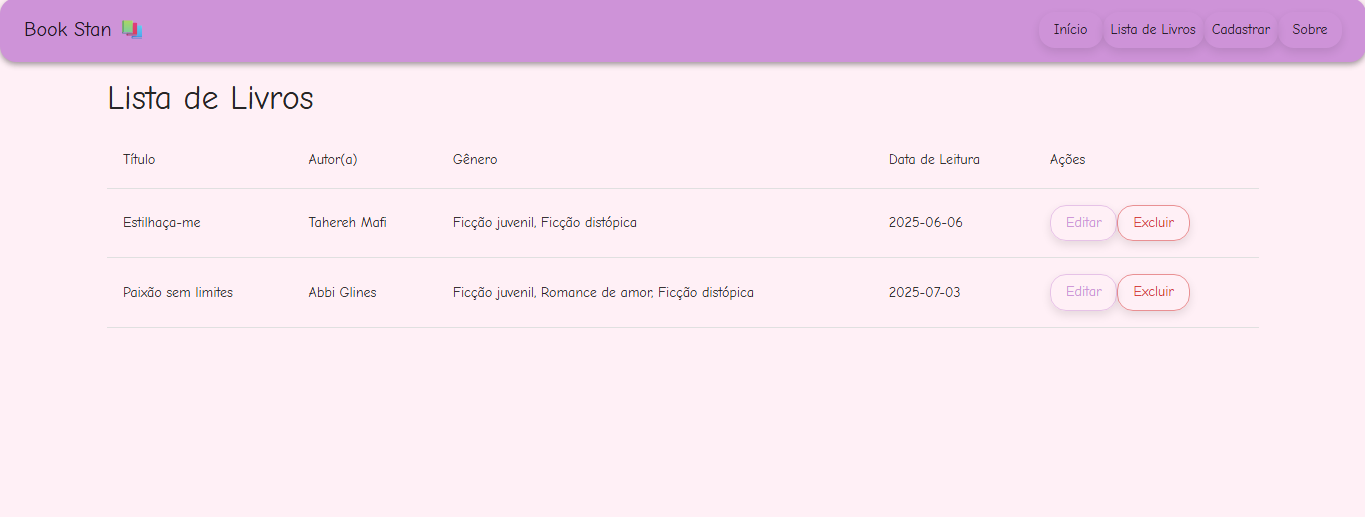 Book Stan Início Lista de Livros Cadastrar Sobre
Lista de Livros
Título Autor(a) Gênero Data de Leitura Ações
Estilhaça-me Tahereh Mafi Ficção juvenil, Ficção distópica 2025-06-06 Editar Excluir
Paixão sem limites Abbi Glines Ficção juvenil, Romance de amor, Ficção distópica 2025-07-03 Editar Excluir